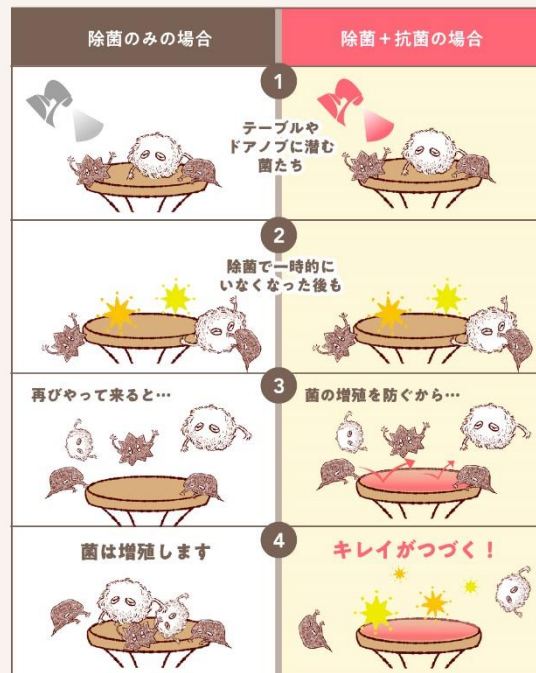 除菌のみの場合
除菌+抗菌の場合
1
テーブルや
ドアノブに潜む
菌たち
2
除菌で一時的に
いなくなった後も
3
再びやって来ると…
菌の増殖を防ぐから…
4
菌は増殖します
キレイがつづく!